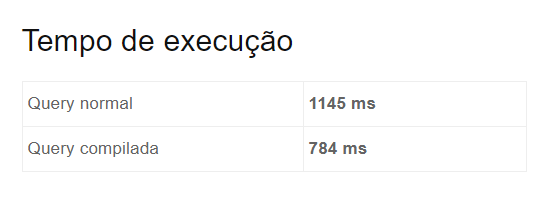 Tempo de execução
Query normal 1145 ms
Query compilada 784 ms